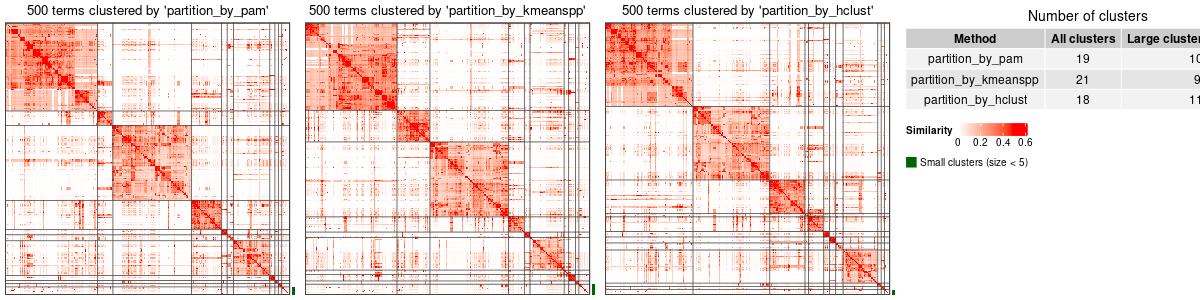 500 terms clustered by 'partition_by_pam'
500 terms clustered by 'partition_by_kmeanspp'
500 terms clustered by 'partition_by_hclust'
Number of clusters
Method All clusters Large cluster
partition_by_pam 19 10
partition_by_kmeanspp 21 9
partition_by_hclust 18 11
Similarity
0 0.2 0.4 0.6
Small clusters (size < 5)